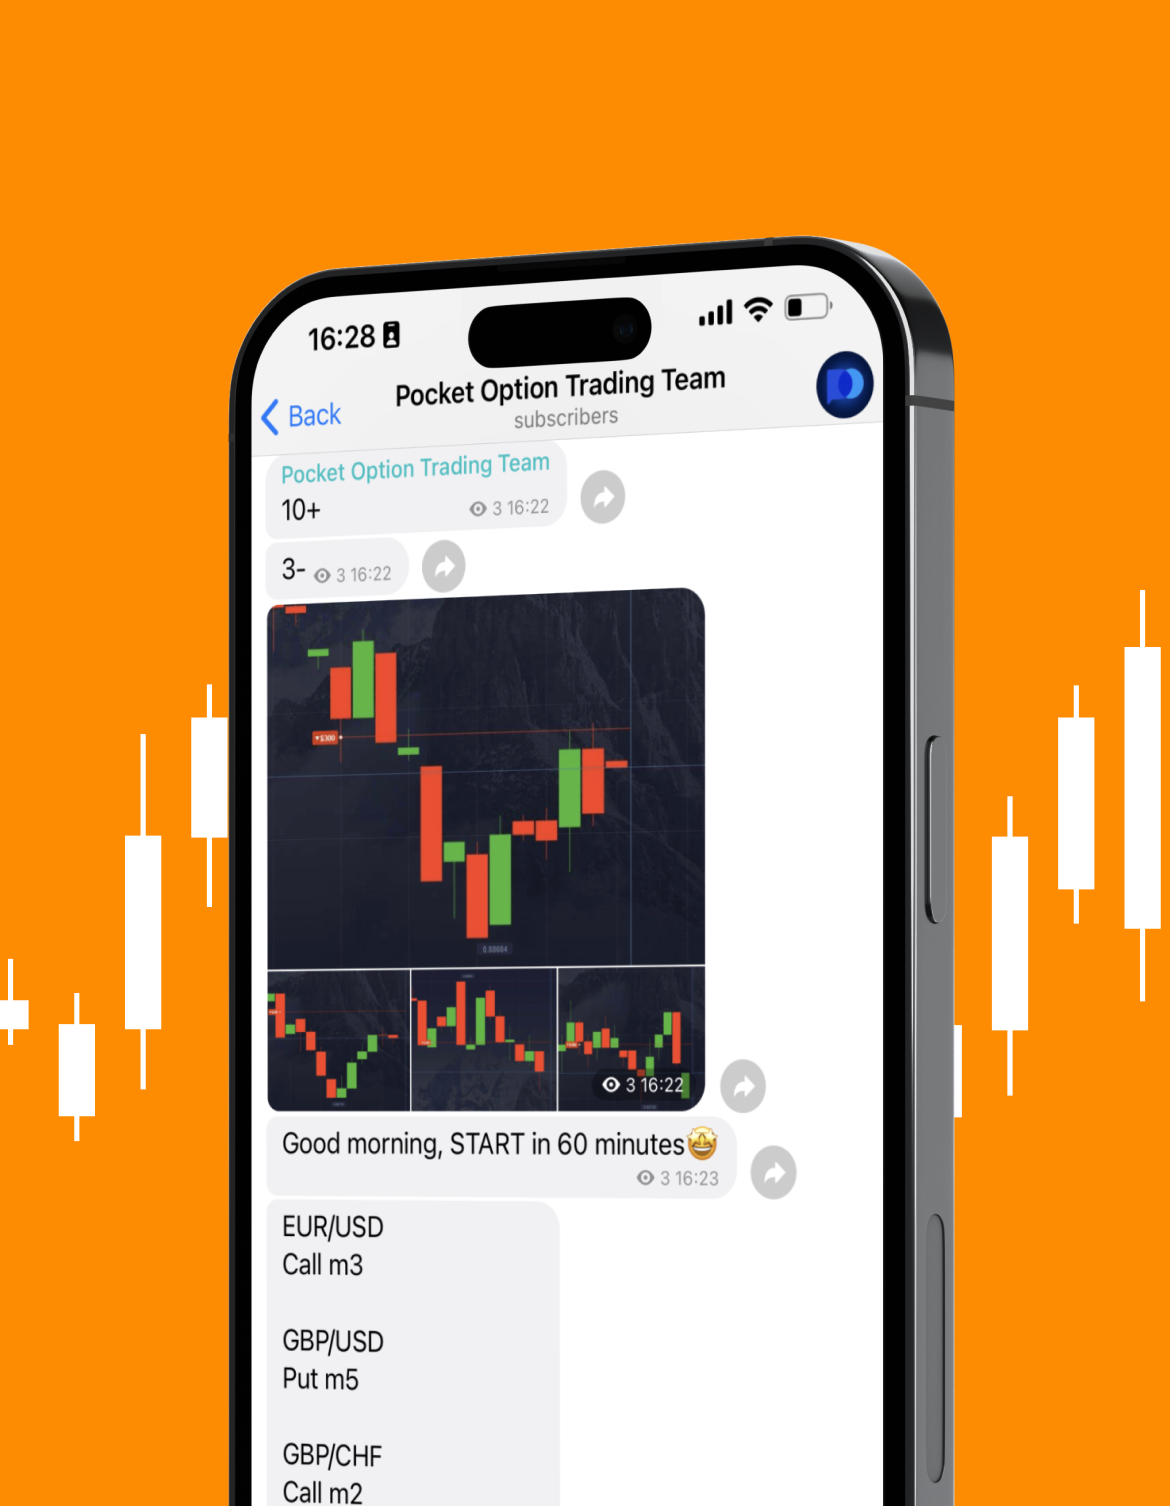 16:28
Back
Pocket Option Trading Team
subscribers
Pocket Option Trading Team
10+
3 16:22
3-
3 16:22
$300
0.88664
3 16:22
Good morning, START in 60 minutes🤩
3 16:23
EUR/USD
Call m3
GBP/USD
Put m5
GBP/CHF
Call m2